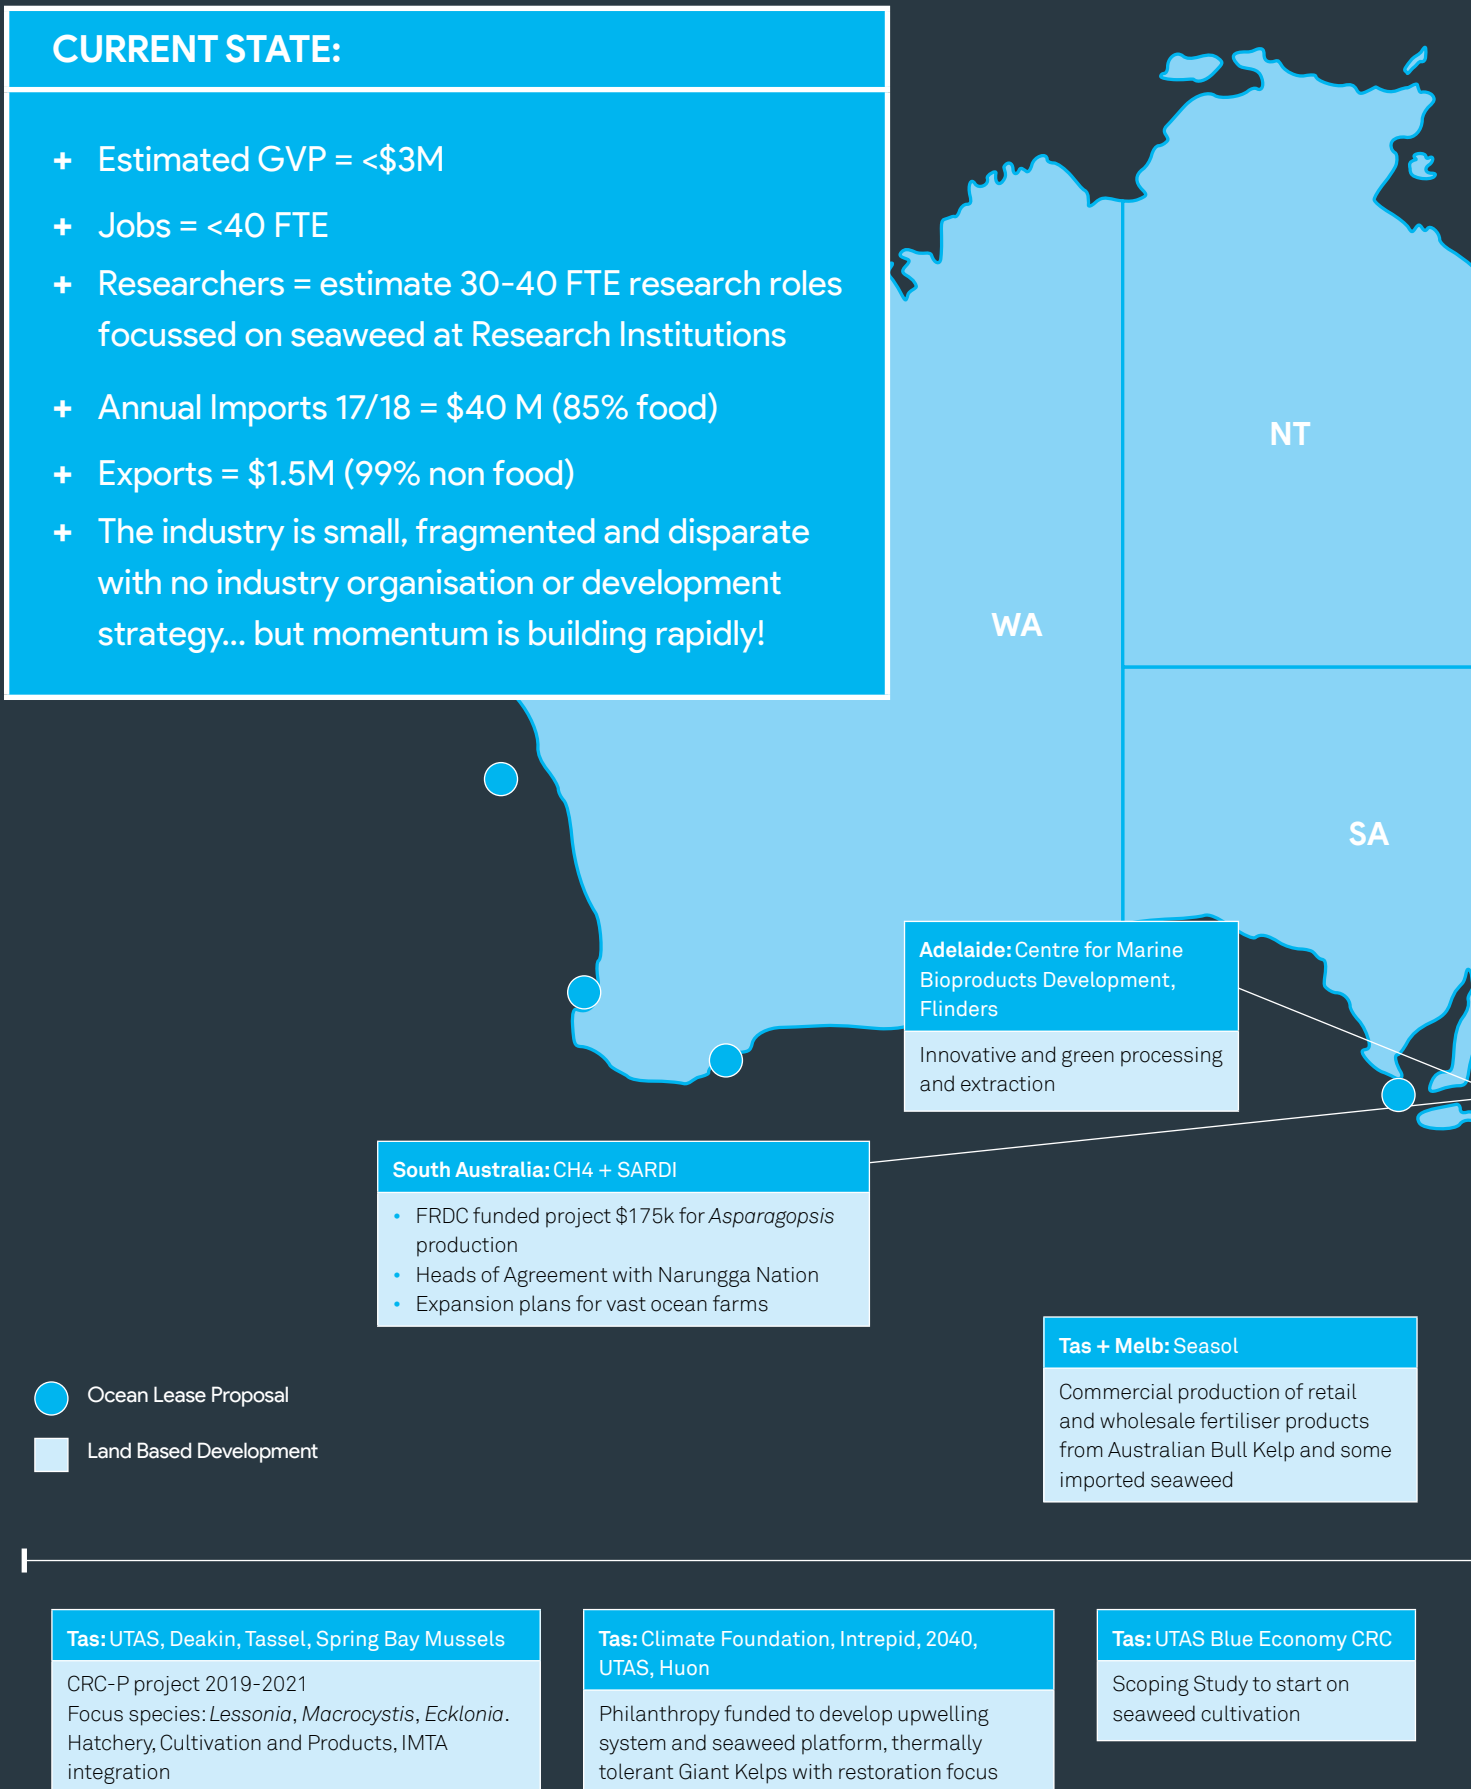 CURRENT STATE:
+ Estimated GVP = <$3M
+ Jobs = <40 FTE
+ Researchers = estimate 30-40 FTE research roles
focussed on seaweed at Research Institutions
+ Annual Imports 17/18 = $40 M (85% food)
+ Exports = $1.5M (99% non food)
+ The industry is small, fragmented and disparate
with no industry organisation or development
strategy... but momentum is building rapidly!
NT
WA
SA
Adelaide: Centre for Marine
Bioproducts Development,
Flinders
Innovative and green processing
and extraction
South Australia: CH4 + SARDI
• FRDC funded project $175k for Asparagopsis
production
• Heads of Agreement with Narungga Nation
• Expansion plans for vast ocean farms
Tas + Melb: Seasol
Commercial production of retail
and wholesale fertiliser products
from Australian Bull Kelp and some
imported seaweed
Ocean Lease Proposal
Land Based Development
Tas: UTAS, Deakin, Tassel, Spring Bay Mussels
CRC-P project 2019-2021
Focus species: Lessonia, Macrocystis, Ecklonia.
Hatchery, Cultivation and Products, IMTA
integration
Tas: Climate Foundation, Intrepid, 2040,
UTAS, Huon
Philanthropy funded to develop upwelling
system and seaweed platform, thermally
tolerant Giant Kelps with restoration focus
Tas: UTAS Blue Economy CRC
Scoping Study to start on
seaweed cultivation